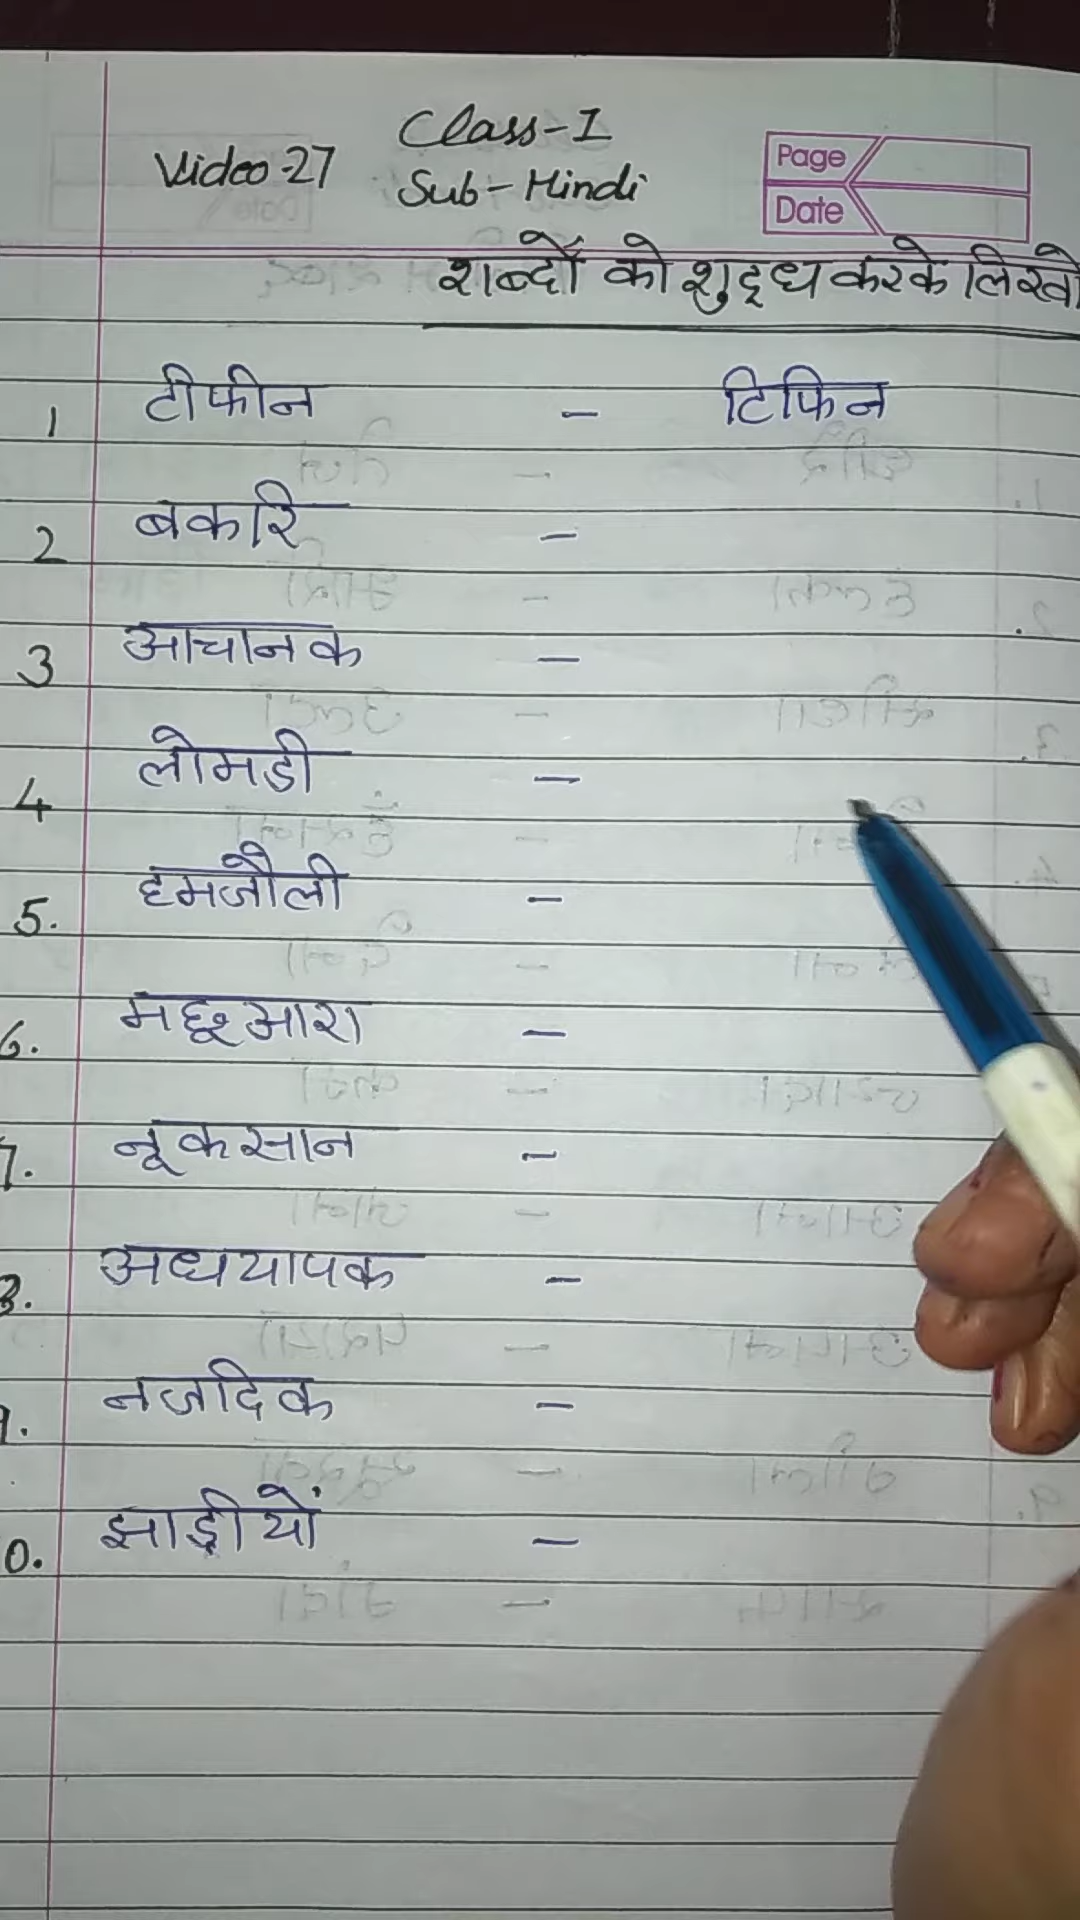 Class-I
Video-27
Sub-Hindi
Page
Date
शब्दों को शुद्ध करके लिखो
1 टीफीन - टिफिन
2 बकरि -
3 आचानक -
4 लोमडी -
5. हमजौली -
6. मछूआरा -
7. नूकसान -
8. अधयापक -
9. नजदिक -
0. झाड़ीयों -